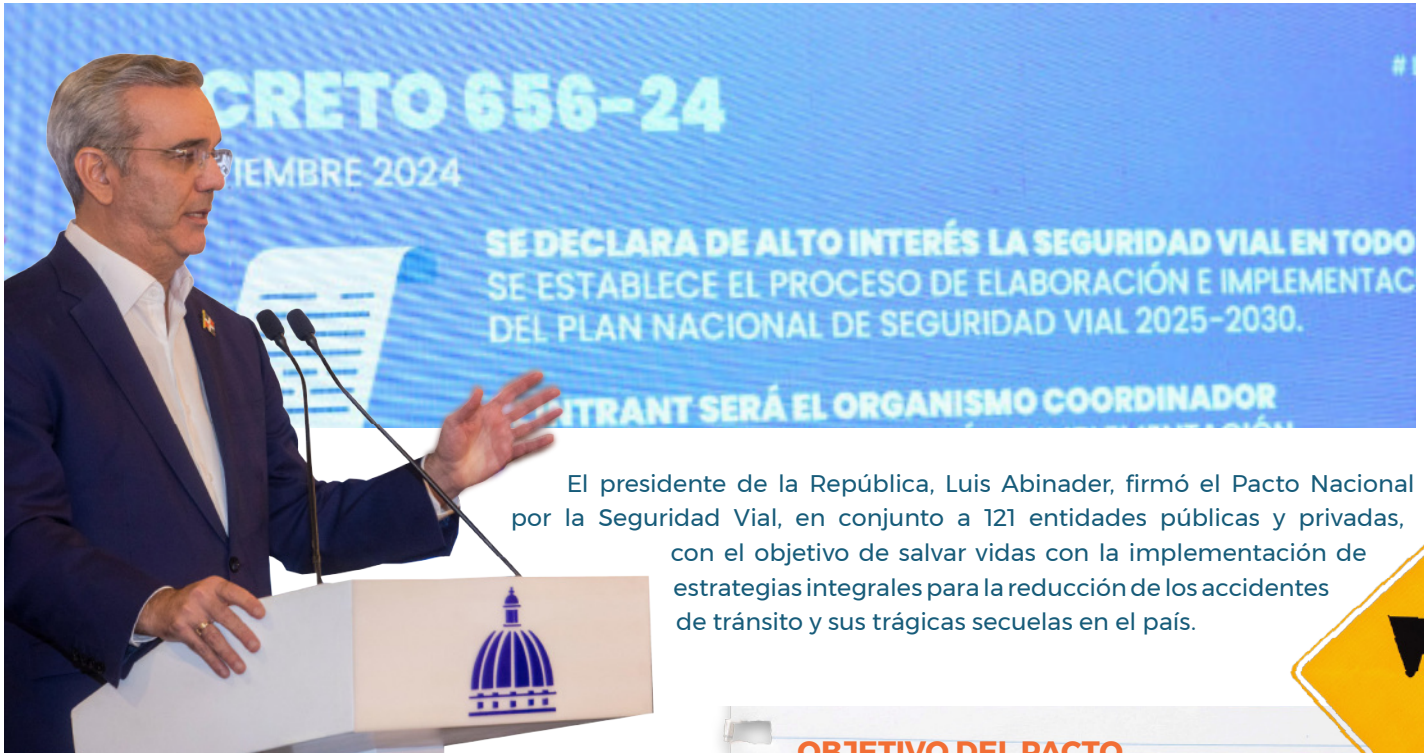 CRETO 656-24
IEMBRE 2024
SE DECLARA DE ALTO INTERÉS LA SEGURIDAD VIAL EN TODO
SE ESTABLECE EL PROCESO DE ELABORACIÓN E IMPLEMENTAC
DEL PLAN NACIONAL DE SEGURIDAD VIAL 2025-2030.
NTRANT SERÁ EL ORGANISMO COORDINADOR
El presidente de la República, Luis Abinader, firmó el Pacto Nacional
por la Seguridad Vial, en conjunto a 121 entidades públicas y privadas,
con el objetivo de salvar vidas con la implementación de
estrategias integrales para la reducción de los accidentes
de tránsito y sus trágicas secuelas en el país.
OBJETIVO DEL PACTO